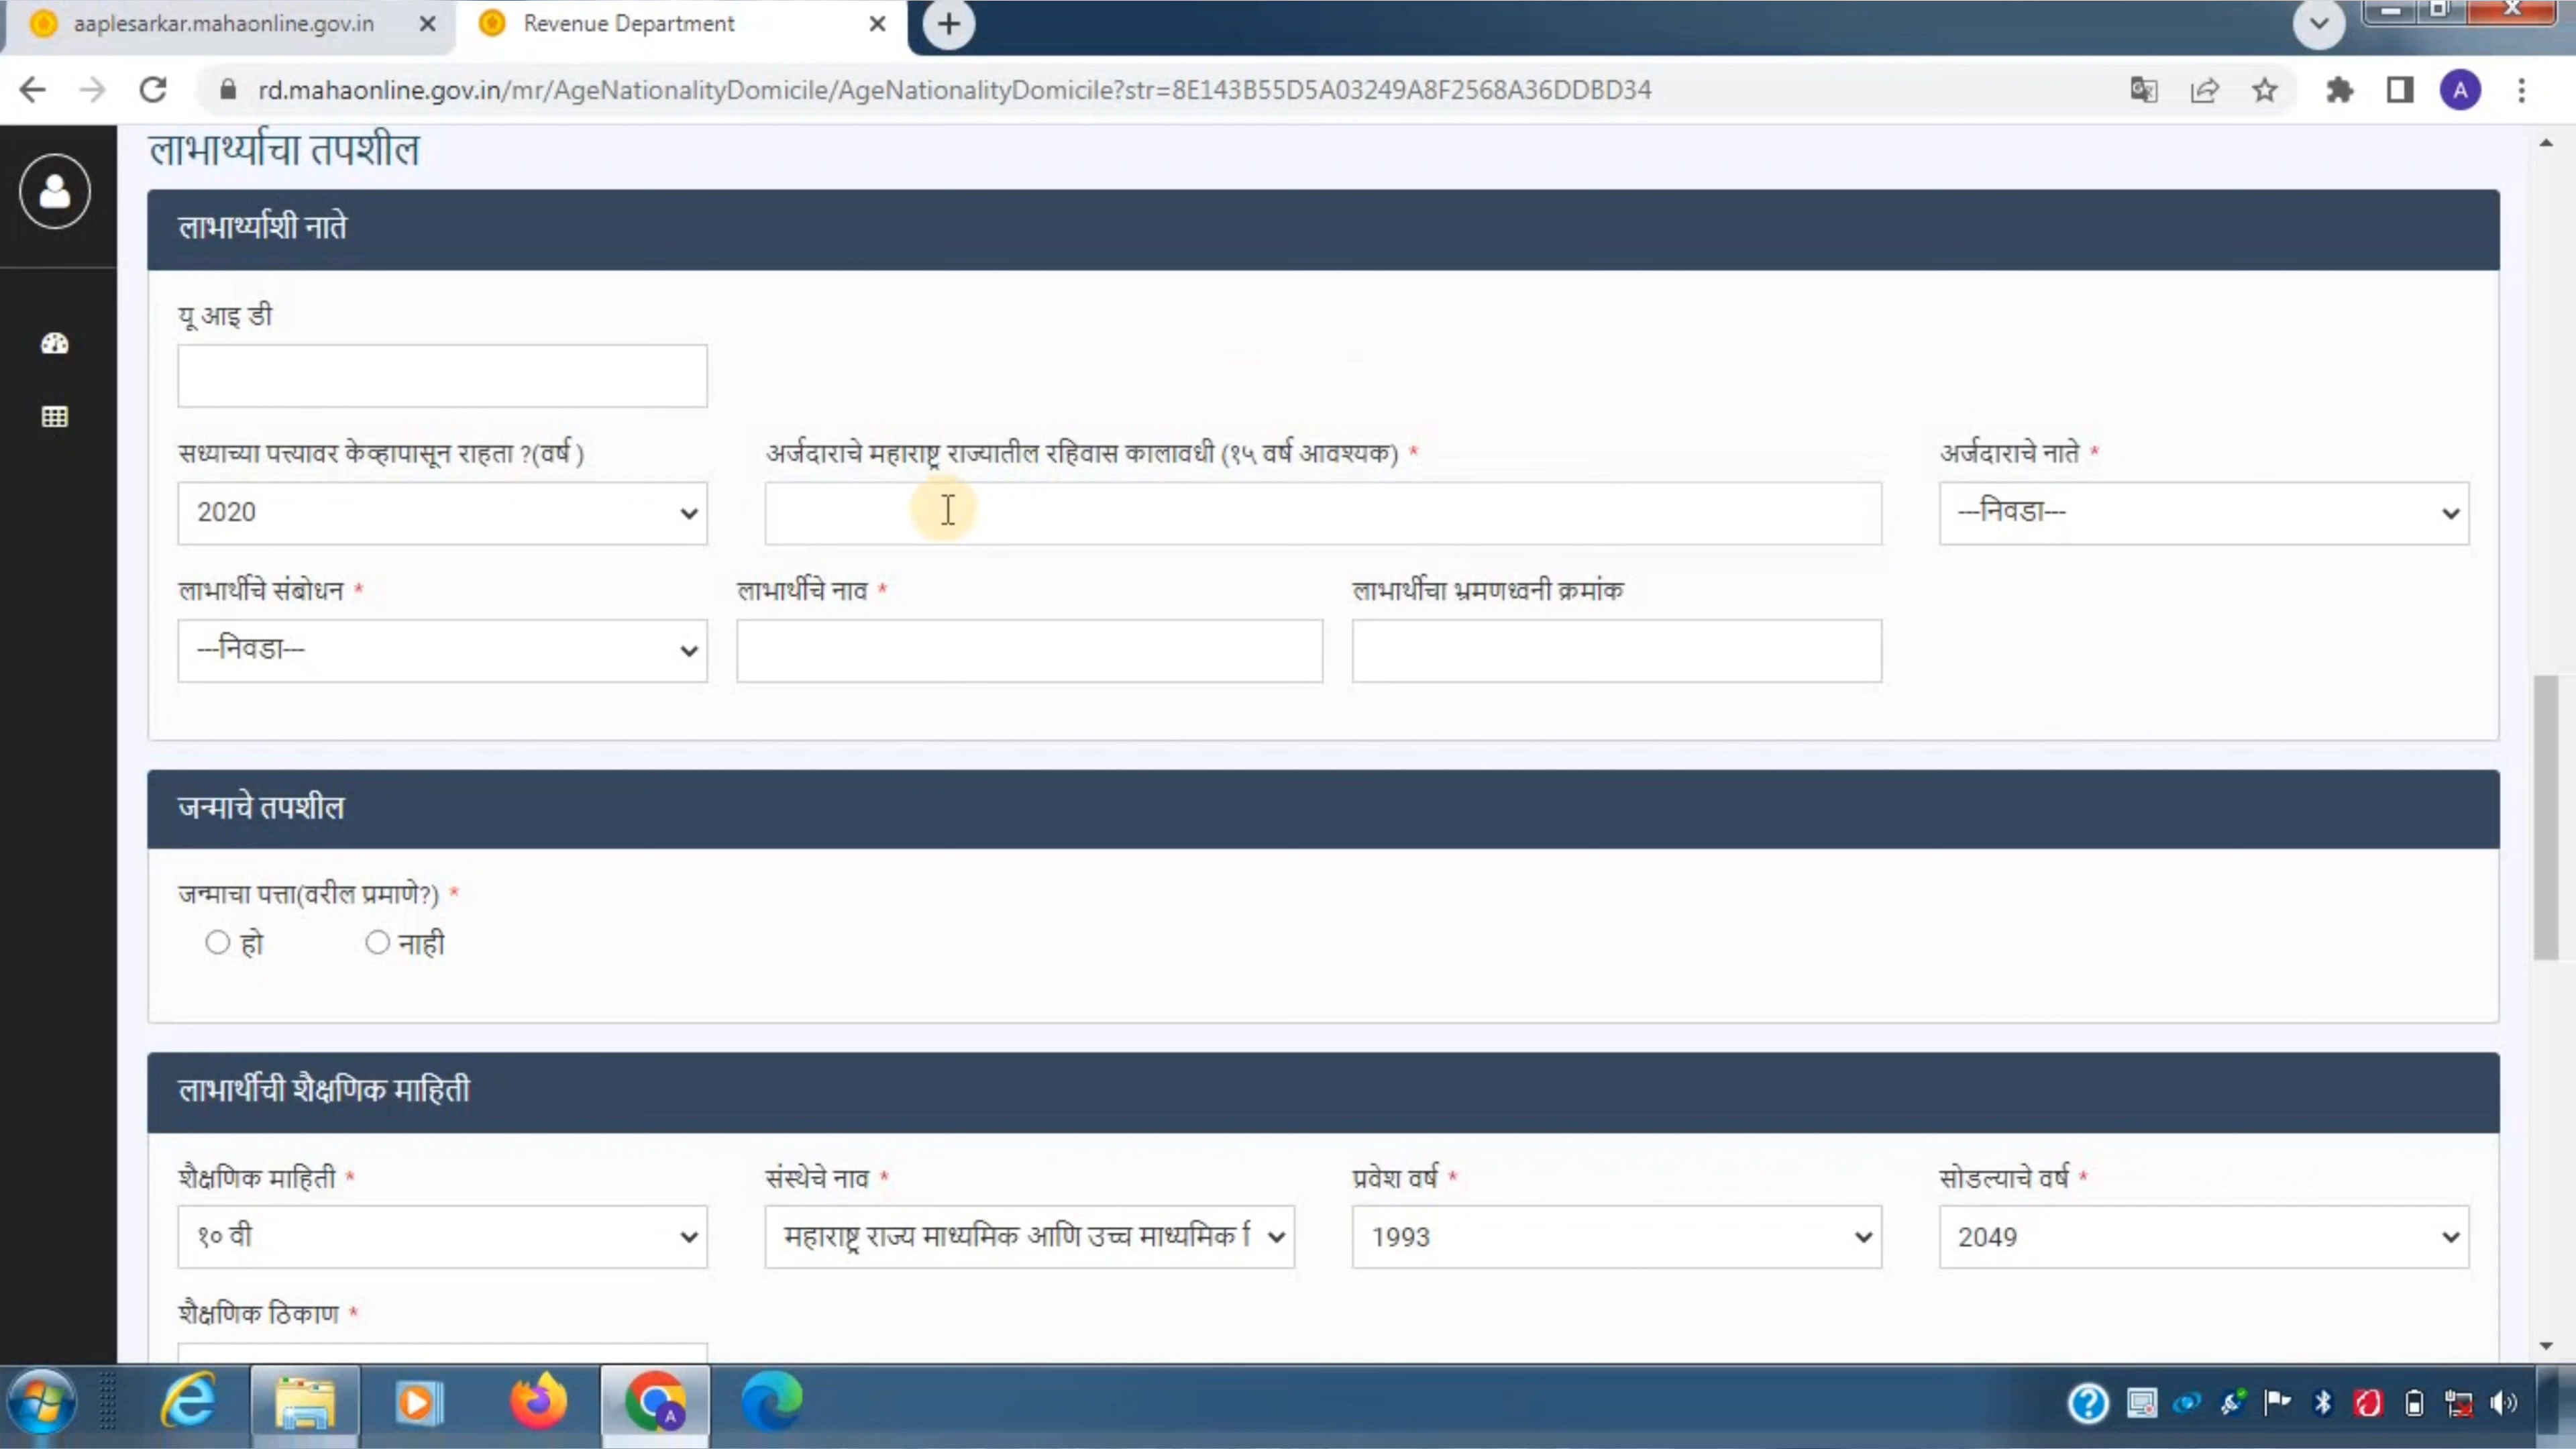 aaplesarkar.mahaonline.gov.in
Revenue Department
rd.mahaonline.gov.in/mr/AgeNationalityDomicile/AgeNationalityDomicile?str=8E143B55D5A03249A8F2568A36DDBD34
A
लाभार्थ्याचा तपशील
लाभार्थ्याशी नाते
यू आइ डी
सध्याच्या पत्त्यावर केव्हापासून राहता ?(वर्ष )
अर्जदाराचे महाराष्ट्र राज्यातील रहिवास कालावधी (१५ वर्ष आवश्यक) *
अर्जदाराचे नाते *
2020
---निवडा---
लाभार्थीचे संबोधन *
लाभार्थीचे नाव *
लाभार्थीचा भ्रमणध्वनी क्रमांक
---निवडा---
जन्माचे तपशील
जन्माचा पत्ता(वरील प्रमाणे?) *
हो
नाही
लाभार्थीची शैक्षणिक माहिती
शैक्षणिक माहिती *
संस्थेचे नाव *
प्रवेश वर्ष *
सोडल्याचे वर्ष *
१० वी
महाराष्ट्र राज्य माध्यमिक आणि उच्च माध्यमिक
1993
2049
शैक्षणिक ठिकाण *
A